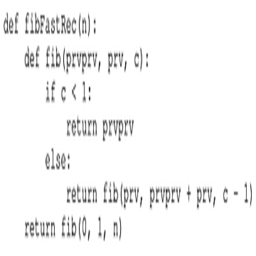 def fibFastRec(n):
    def fib(prvprv, prv, c):
        if c < 1:
            return prvprv
        else:
            return fib(prv, prvprv + prv, c - 1)
    return fib(0, 1, n)